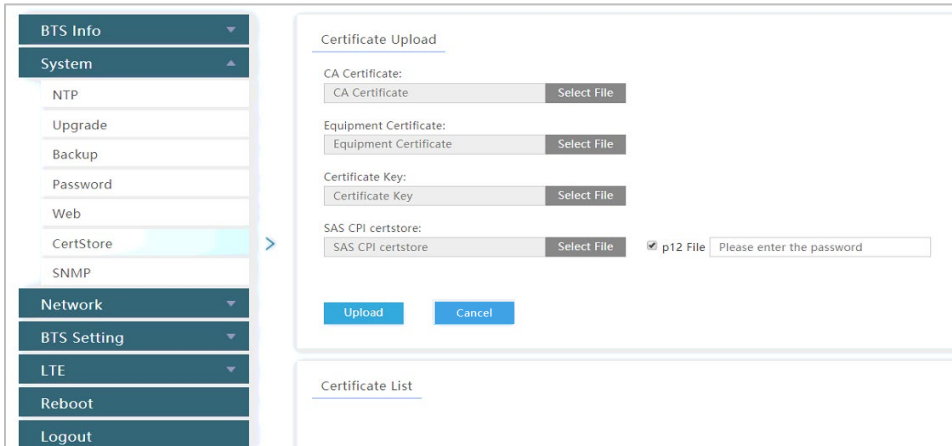 BTS Info
System
NTP
Upgrade
Backup
Password
Web
CertStore
SNMP
Network
BTS Setting
LTE
Reboot
Logout
Certificate Upload
CA Certificate:
CA Certificate Select File
Equipment Certificate:
Equipment Certificate Select File
Certificate Key:
Certificate Key Select File
SAS CPI certstore:
SAS CPI certstore Select File p12 File Please enter the password
Upload Cancel
Certificate List